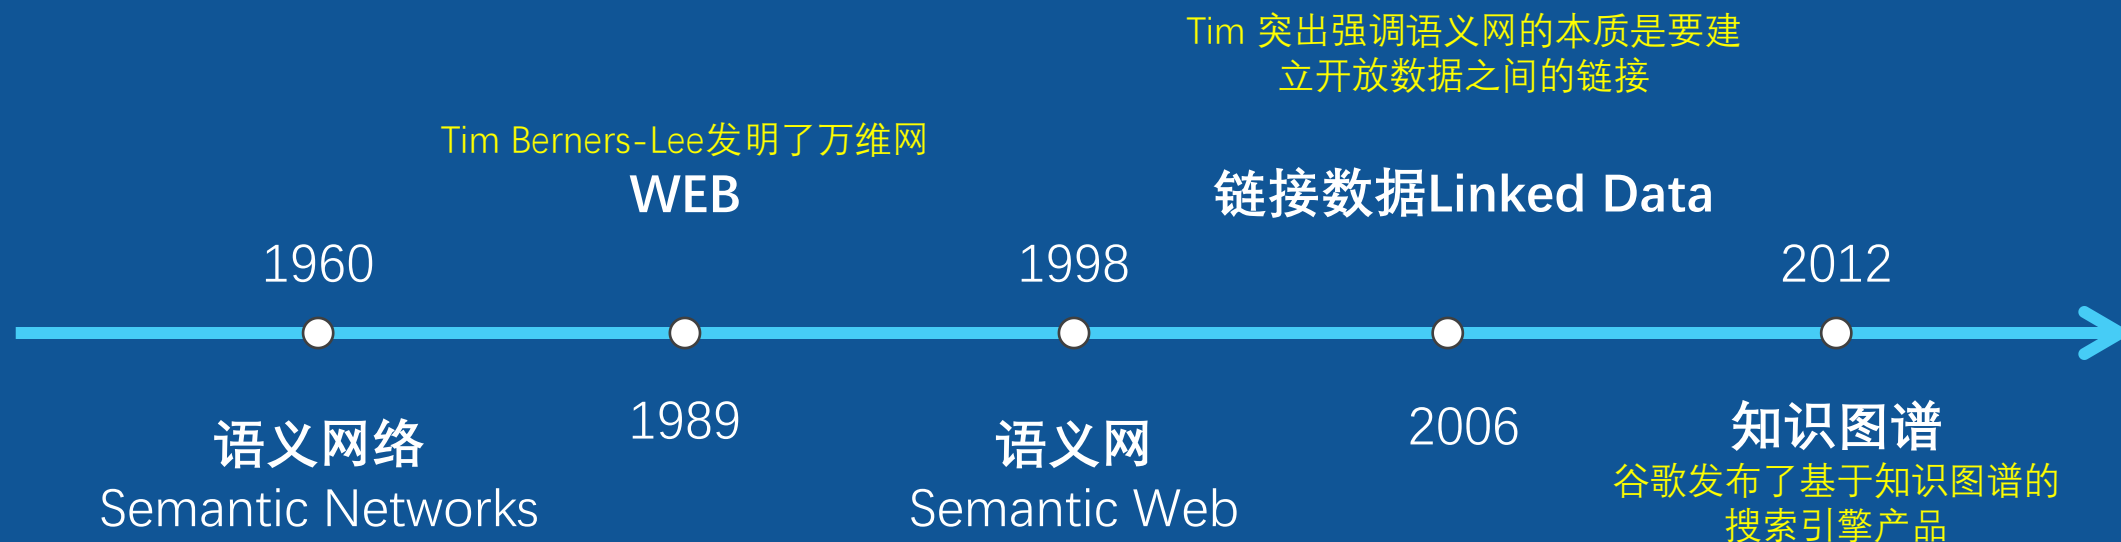 Tim 突出强调语义网的本质是要建
立开放数据之间的链接
Tim Berners-Lee发明了万维网
WEB
链接数据Linked Data
1960
1998
2012
1989
2006
语义网络
Semantic Networks
语义网
Semantic Web
知识图谱
谷歌发布了基于知识图谱的
搜索引擎产品